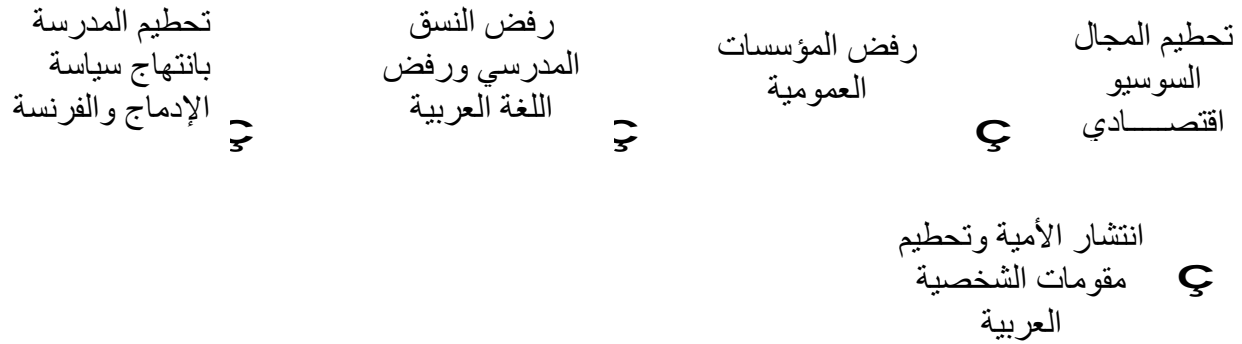 تحطيم المجال
السوسيو
اقتصـــــادي
ç
رفض المؤسسات
العمومية
ç
رفض النسق
المدرسي ورفض
اللغة العربية
ç
تحطيم المدرسة
بانتهاج سياسة
الإدماج والفرنسة
ç
انتشار الأمية وتحطيم
مقومات الشخصية
العربية